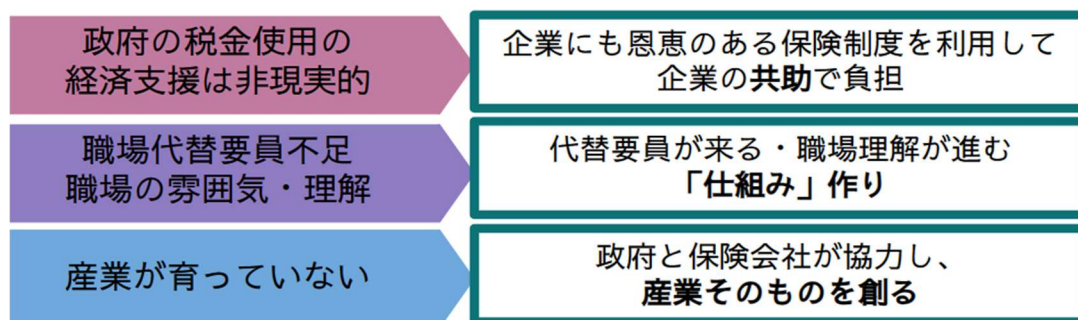 政府の税金使用の
経済支援は非現実的
企業にも恩恵のある保険制度を利用して
企業の共助で負担
職場代替要員不足
職場の雰囲気・理解
代替要員が来る・職場理解が進む
「仕組み」作り
産業が育っていない
政府と保険会社が協力し、
産業そのものを創る